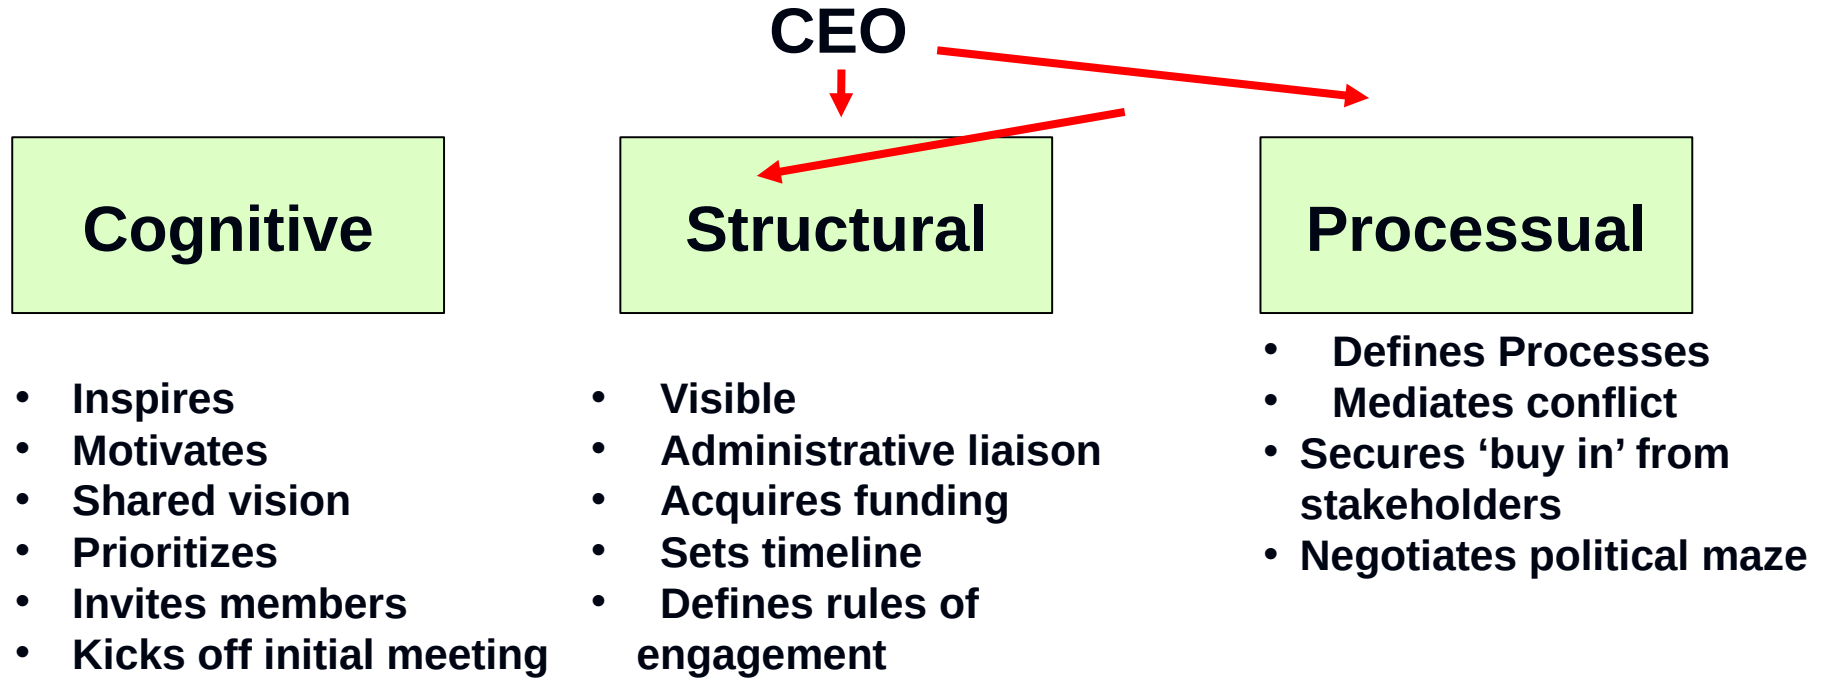 CEO
Cognitive
• Inspires
• Motivates
• Shared vision
• Prioritizes
• Invites members
• Kicks off initial meeting
Structural
• Visible
• Administrative liaison
• Acquires funding
• Sets timeline
• Defines rules of
engagement
Processual
• Defines Processes
• Mediates conflict
• Secures ‘buy in’ from
stakeholders
• Negotiates political maze